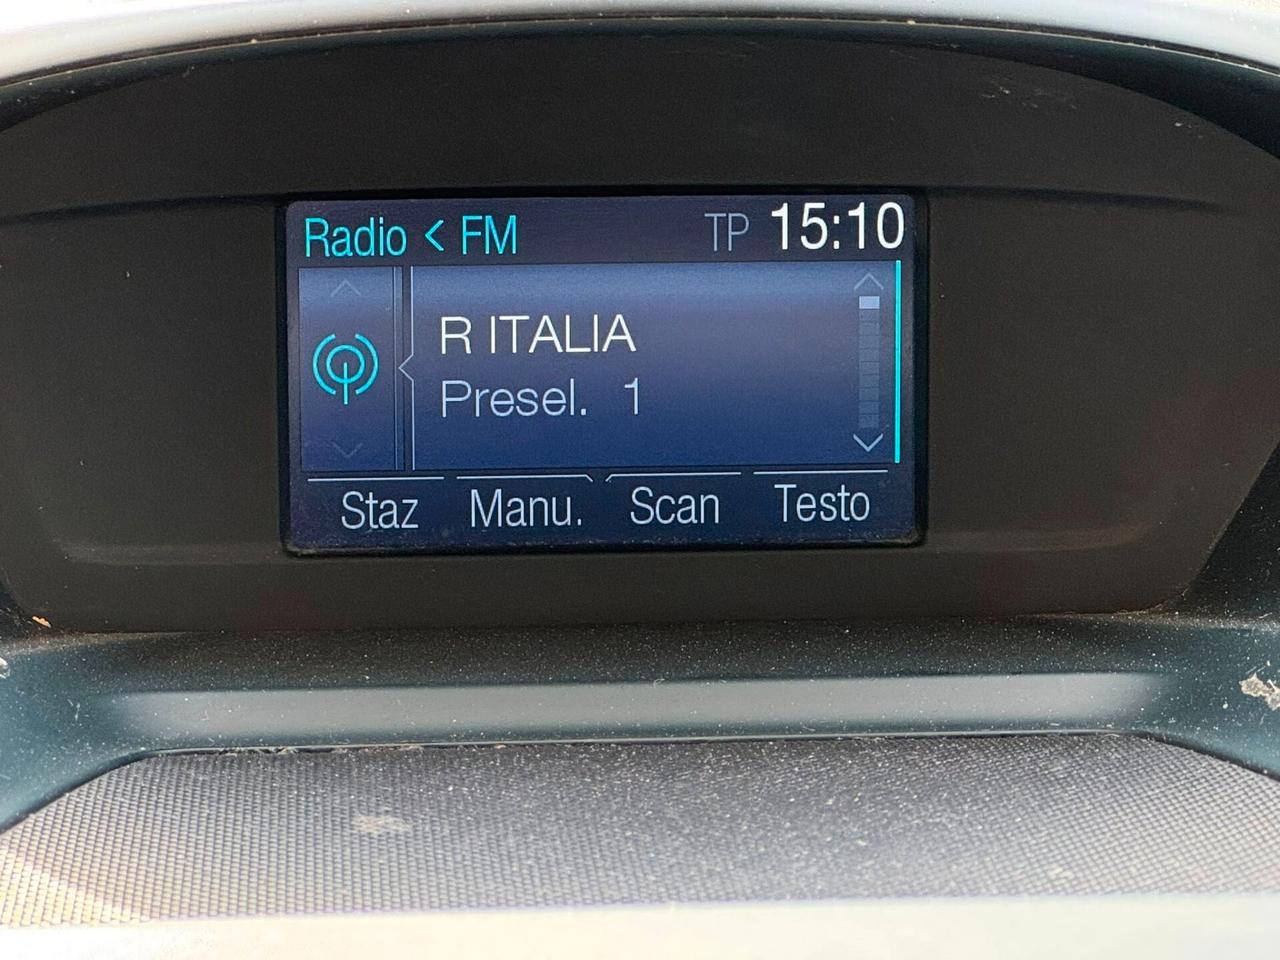 Radio < FM TP 15:10
R ITALIA
Presel. 1
Staz Manu. Scan Testo